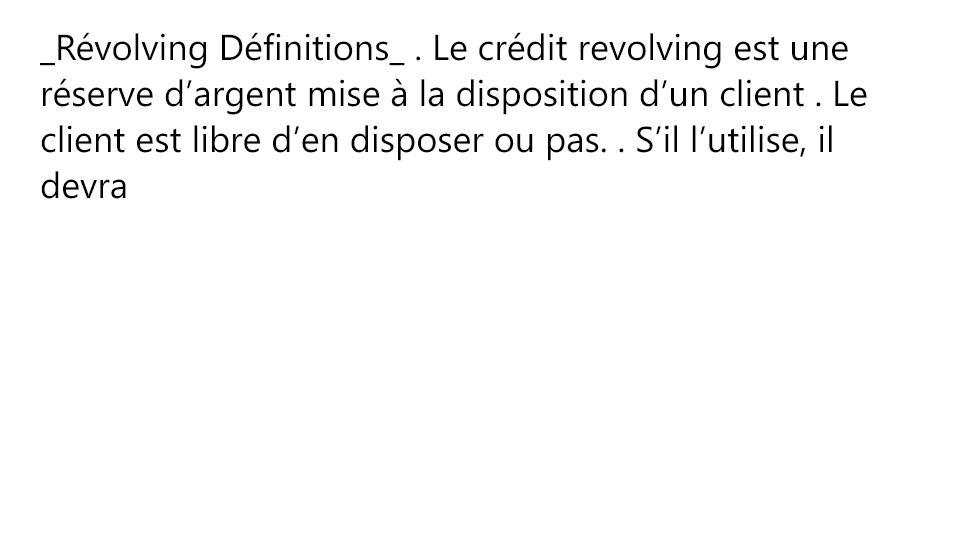 _Révolving Définitions_ . Le crédit revolving est une
réserve d’argent mise à la disposition d’un client . Le
client est libre d’en disposer ou pas. . S’il l’utilise, il
devra